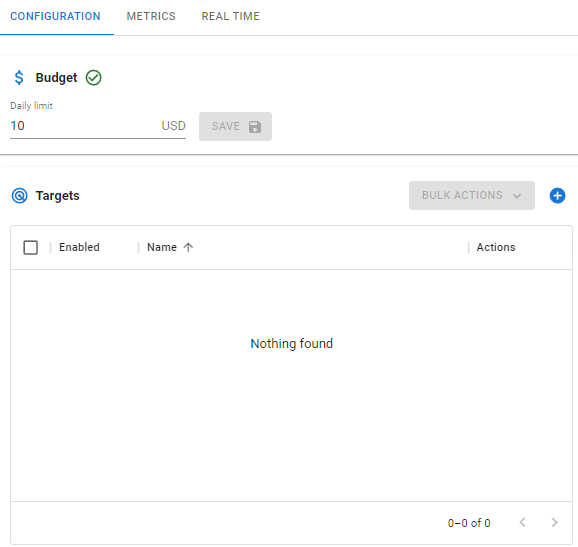 CONFIGURATION METRICS REAL TIME
$ Budget
Daily limit
10 USD SAVE
Targets BULK ACTIONS
Enabled Name Actions
Nothing found
0–0 of 0